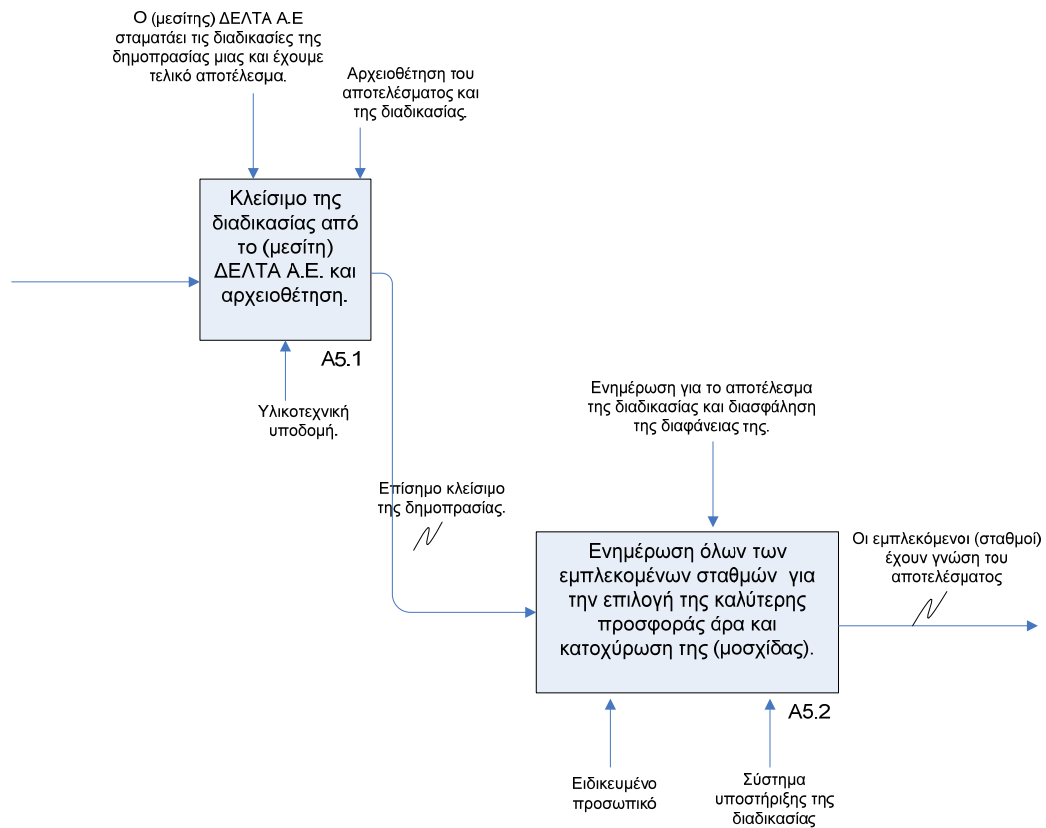 Ο (μεσίτης) ΔΕΛΤΑ Α.Ε
σταματάει τις διαδικασίες της
δημοπρασίας μιας και έχουμε
τελικό αποτέλεσμα.
Αρχειοθέτηση του
αποτελέσματος και
της διαδικασίας.
Κλείσιμο της
διαδικασίας από
το (μεσίτη)
ΔΕΛΤΑ Α.Ε. και
αρχειοθέτηση.
Α5.1
Υλικοτεχνική
υποδομή.
Ενημέρωση για το αποτέλεσμα
της διαδικασίας και διασφάληση
της διαφάνειας της.
Επίσημο κλείσιμο
της δημοπρασίας.
Ενημέρωση όλων των
εμπλεκομένων σταθμών για
την επιλογή της καλύτερης
προσφοράς άρα και
κατοχύρωση της (μοσχίδας).
Α5.2
Οι εμπλεκόμενοι (σταθμοί)
έχουν γνώση του
αποτελέσματος
Ειδικευμένο
προσωπικό
Σύστημα
υποστήριξης της
διαδικασίας